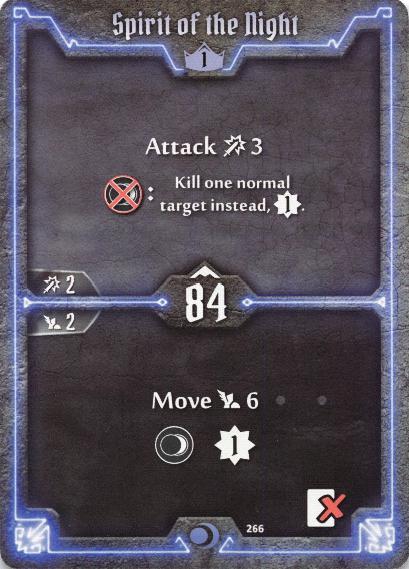 Spirit of the Night
1
Attack 3
: Kill one normal
target instead, 1.
2
84
2
Move 6
1
266